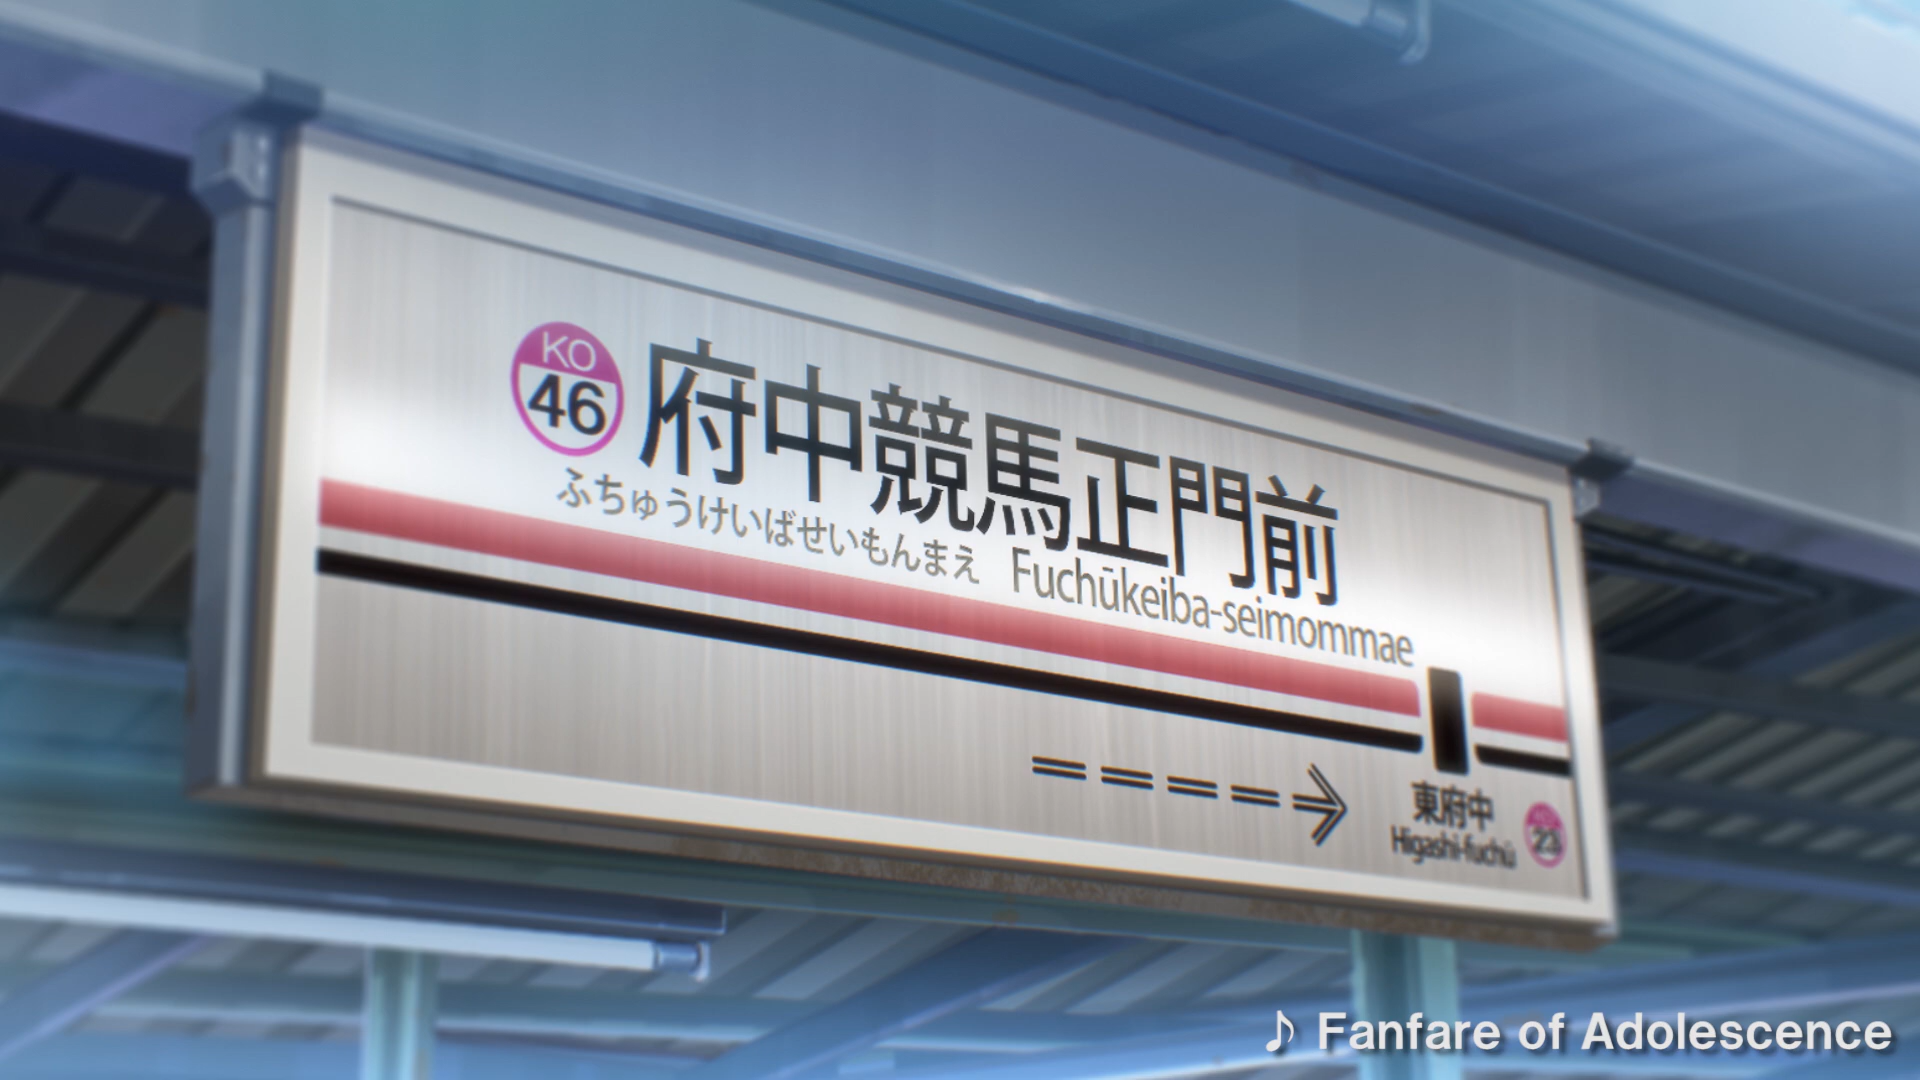 KO
46
府中競馬正門前
ふちゅうけいばせいもんまえ Fuchūkeiba-seimommae
東府中
Higashi-fuchū
KO
23
♪ Fanfare of Adolescence